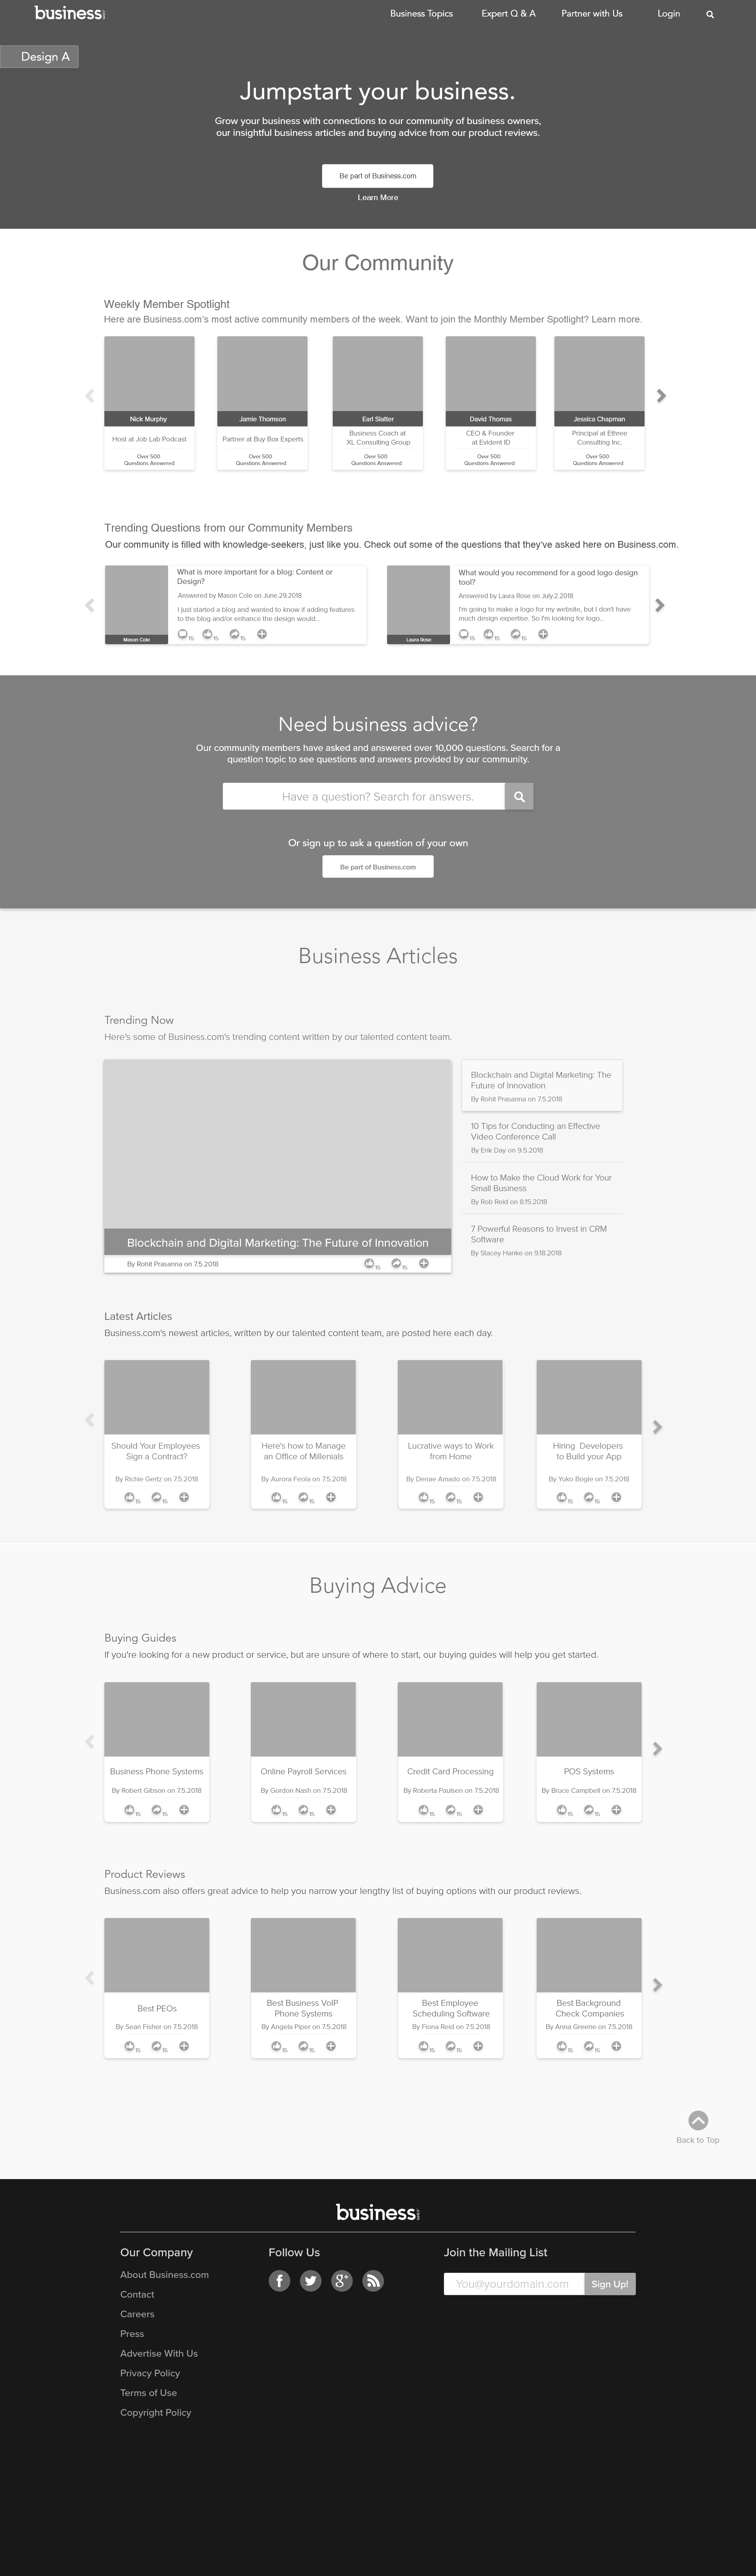 business.com
Business Topics
Expert Q & A
Partner with Us
Login
Design A
Jumpstart your business.
Grow your business with connections to our community of business owners,
our insightful business articles and buying advice from our product reviews.
Be part of Business.com
Learn More
Our Community
Weekly Member Spotlight
Here are Business.com's most active community members of the week. Want to join the Monthly Member Spotlight? Learn more.
Nick Murphy
Host at Job Lab Podcast
Over 500
Questions Answered
Jamie Thomson
Partner at Buy Box Experts
Over 500
Questions Answered
Earl Slatter
Business Coach at
XL Consulting Group
Over 500
Questions Answered
David Thomas
CEO & Founder
at Evident ID
Over 500
Questions Answered
Jessica Chapman
Principal at Ethree
Consulting Inc.
Over 500
Questions Answered
Trending Questions from our Community Members
Our community is filled with knowledge-seekers, just like you. Check out some of the questions that they've asked here on Business.com.
Mason Cole
What is more important for a blog: Content or
Design?
Answered by Mason Cole on June.29.2018
I just started a blog and wanted to know if adding features
to the blog and/or enhance the design would...
15 15 15
Laura Rose
What would you recommend for a good logo design
tool?
Answered by Laura Rose on July.2.2018
I'm going to make a logo for my website, but I don't have
much design expertise. So I'm looking for logo...
15 15 15
Need business advice?
Our community members have asked and answered over 10,000 questions. Search for a
question topic to see questions and answers provided by our community.
Have a question? Search for answers.
Or sign up to ask a question of your own
Be part of Business.com
Business Articles
Trending Now
Here's some of Business.com's trending content written by our talented content team.
Blockchain and Digital Marketing: The Future of Innovation
By Rohit Prasanna on 7.5.2018
15 15
Blockchain and Digital Marketing: The
Future of Innovation
By Rohit Prasanna on 7.5.2018
10 Tips for Conducting an Effective
Video Conference Call
By Erik Day on 9.5.2018
How to Make the Cloud Work for Your
Small Business
By Rob Reid on 8.15.2018
7 Powerful Reasons to Invest in CRM
Software
By Stacey Hanke on 9.18.2018
Latest Articles
Business.com's newest articles, written by our talented content team, are posted here each day.
Should Your Employees
Sign a Contract?
By Richie Gertz on 7.5.2018
15 15
Here's how to Manage
an Office of Millenials
By Aurora Feola on 7.5.2018
15 15
Lucrative ways to Work
from Home
By Denae Amado on 7.5.2018
15 15
Hiring Developers
to Build your App
By Yuko Bogle on 7.5.2018
15 15
Buying Advice
Buying Guides
If you're looking for a new product or service, but are unsure of where to start, our buying guides will help you get started.
Business Phone Systems
By Robert Gibson on 7.5.2018
15 15
Online Payroll Services
By Gordon Nash on 7.5.2018
15 15
Credit Card Processing
By Roberta Paulsen on 7.5.2018
15 15
POS Systems
By Bruce Campbell on 7.5.2018
15 15
Product Reviews
Business.com also offers great advice to help you narrow your lengthy list of buying options with our product reviews.
Best PEOs
By Sean Fisher on 7.5.2018
15 15
Best Business VoIP
Phone Systems
By Angela Piper on 7.5.2018
15 15
Best Employee
Scheduling Software
By Fiona Reid on 7.5.2018
15 15
Best Background
Check Companies
By Anna Greene on 7.5.2018
15 15
Back to Top
business.com
Our Company
About Business.com
Contact
Careers
Press
Advertise With Us
Privacy Policy
Terms of Use
Copyright Policy
Follow Us
Join the Mailing List
You@yourdomain.com
Sign Up!